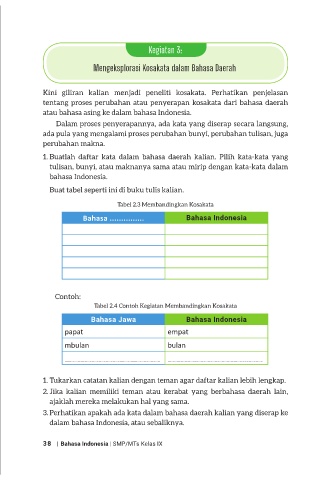 Kegiatan 3:
Mengeksplorasi Kosakata dalam Bahasa Daerah
Kini giliran kalian menjadi peneliti kosakata. Perhatikan penjelasan
tentang proses perubahan atau penyerapan kosakata dari bahasa daerah
atau bahasa asing ke dalam bahasa Indonesia.
Dalam proses penyerapannya, ada kata yang diserap secara langsung,
ada pula yang mengalami proses perubahan bunyi, perubahan tulisan, juga
perubahan makna.
1. Buatlah daftar kata dalam bahasa daerah kalian. Pilih kata-kata yang
tulisan, bunyi, atau maknanya sama atau mirip dengan kata-kata dalam
bahasa Indonesia.
Buat tabel seperti ini di buku tulis kalian.
Tabel 2.3 Membandingkan Kosakata
Bahasa ................. Bahasa Indonesia
Contoh:
Tabel 2.4 Contoh Kegiatan Membandingkan Kosakata
Bahasa Jawa Bahasa Indonesia
papat empat
mbulan bulan
1. Tukarkan catatan kalian dengan teman agar daftar kalian lebih lengkap.
2. Jika kalian memiliki teman atau kerabat yang berbahasa daerah lain,
ajaklah mereka melakukan hal yang sama.
3. Perhatikan apakah ada kata dalam bahasa daerah kalian yang diserap ke
dalam bahasa Indonesia, atau sebaliknya.
38 | Bahasa Indonesia | SMP/MTs Kelas IX